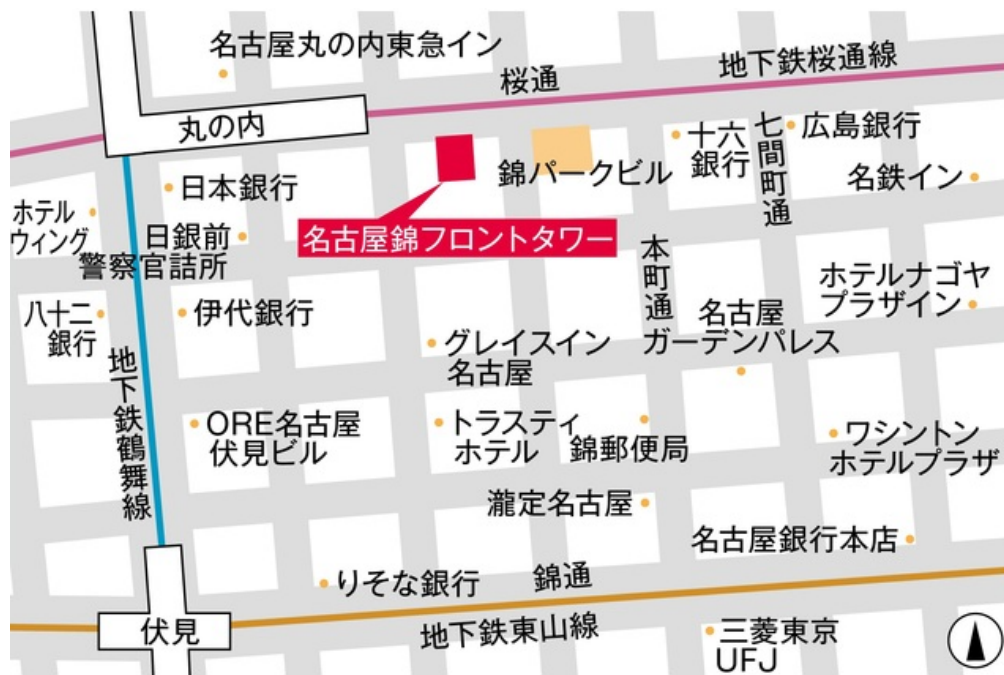 名古屋丸の内東急イン
桜通
地下鉄桜通線
丸の内
十六
銀行
七間町通
広島銀行
錦パークビル
名鉄イン
日本銀行
ホテル
ウィング
日銀前
警察官詰所
名古屋錦フロントタワー
本町通
ホテルナゴヤ
プラザイン
八十二
銀行
伊代銀行
名古屋
ガーデンパレス
グレイスイン
名古屋
地下鉄鶴舞線
ORE名古屋
伏見ビル
トラスティ
ホテル
錦郵便局
ワシントン
ホテルプラザ
瀧定名古屋
名古屋銀行本店
りそな銀行
錦通
伏見
地下鉄東山線
三菱東京
UFJ